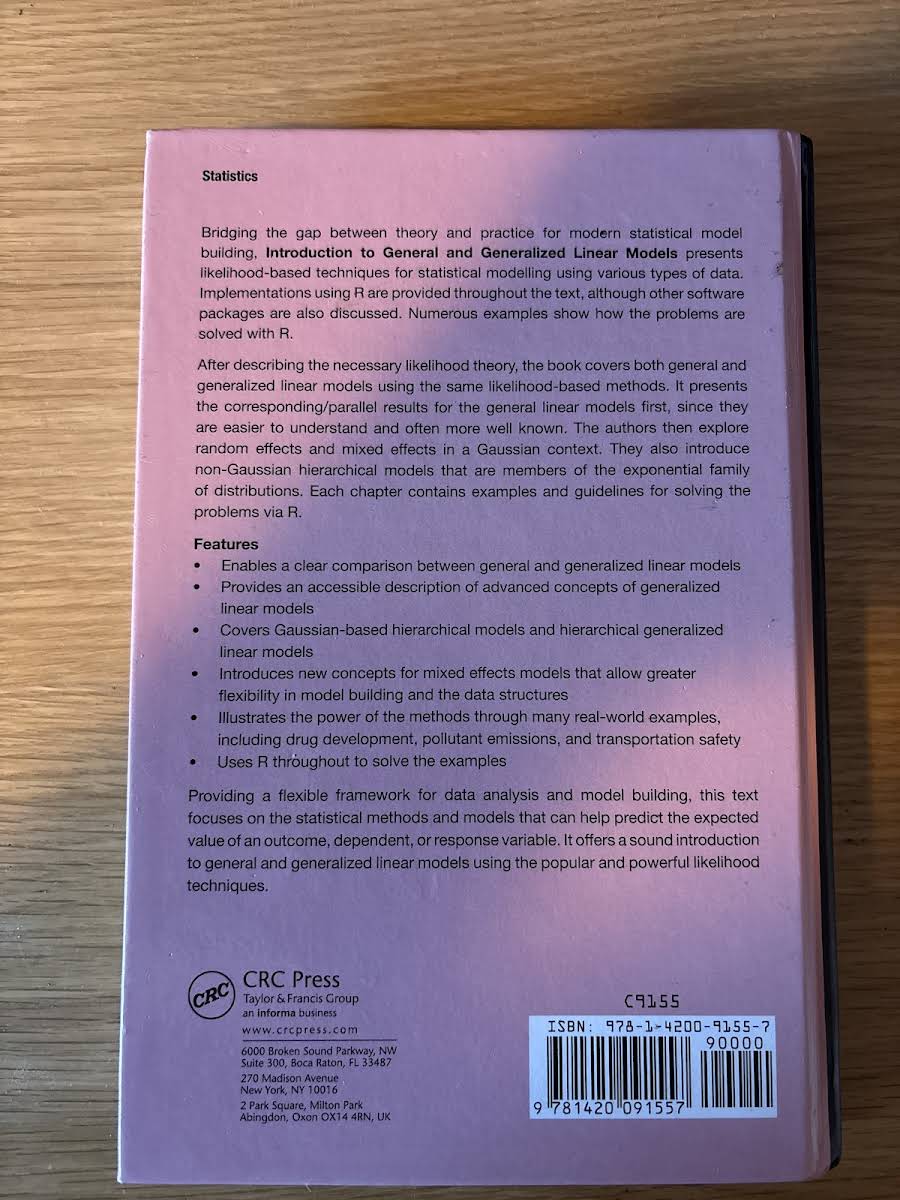 Statistics
Bridging the gap between theory and practice for modern statistical model
building, Introduction to General and Generalized Linear Models presents
likelihood-based techniques for statistical modelling using various types of data.
Implementations using R are provided throughout the text, although other software
packages are also discussed. Numerous examples show how the problems are
solved with R.
After describing the necessary likelihood theory, the book covers both general and
generalized linear models using the same likelihood-based methods. It presents
the corresponding/parallel results for the general linear models first, since they
are easier to understand and often more well known. The authors then explore
random effects and mixed effects in a Gaussian context. They also introduce
non-Gaussian hierarchical models that are members of the exponential family
of distributions. Each chapter contains examples and guidelines for solving the
problems via R.
Features
• Enables a clear comparison between general and generalized linear models
• Provides an accessible description of advanced concepts of generalized
linear models
• Covers Gaussian-based hierarchical models and hierarchical generalized
linear models
• Introduces new concepts for mixed effects models that allow greater
flexibility in model building and the data structures
• Illustrates the power of the methods through many real-world examples,
including drug development, pollutant emissions, and transportation safety
• Uses R throughout to solve the examples
Providing a flexible framework for data analysis and model building, this text
focuses on the statistical methods and models that can help predict the expected
value of an outcome, dependent, or response variable. It offers a sound introduction
to general and generalized linear models using the popular and powerful likelihood
techniques.
CRC
CRC Press
Taylor & Francis Group
an informa business
www.crcpress.com
6000 Broken Sound Parkway, NW
Suite 300, Boca Raton, FL 33487
270 Madison Avenue
New York, NY 10016
2 Park Square, Milton Park
Abingdon, Oxon OX14 4RN, UK
C9155
ISBN: 978-1-4200-9155-7
90000
9 781420 091557